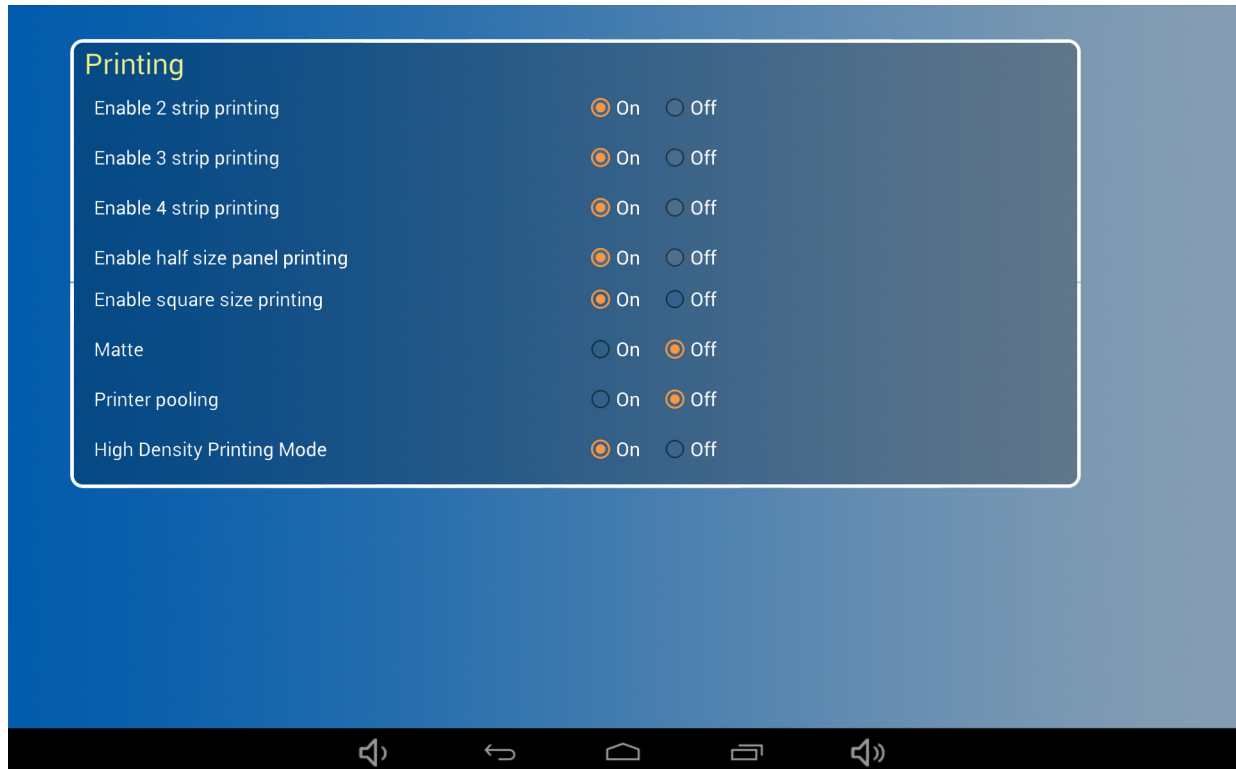 Printing
Enable 2 strip printing On Off
Enable 3 strip printing On Off
Enable 4 strip printing On Off
Enable half size panel printing On Off
Enable square size printing On Off
Matte On Off
Printer pooling On Off
High Density Printing Mode On Off